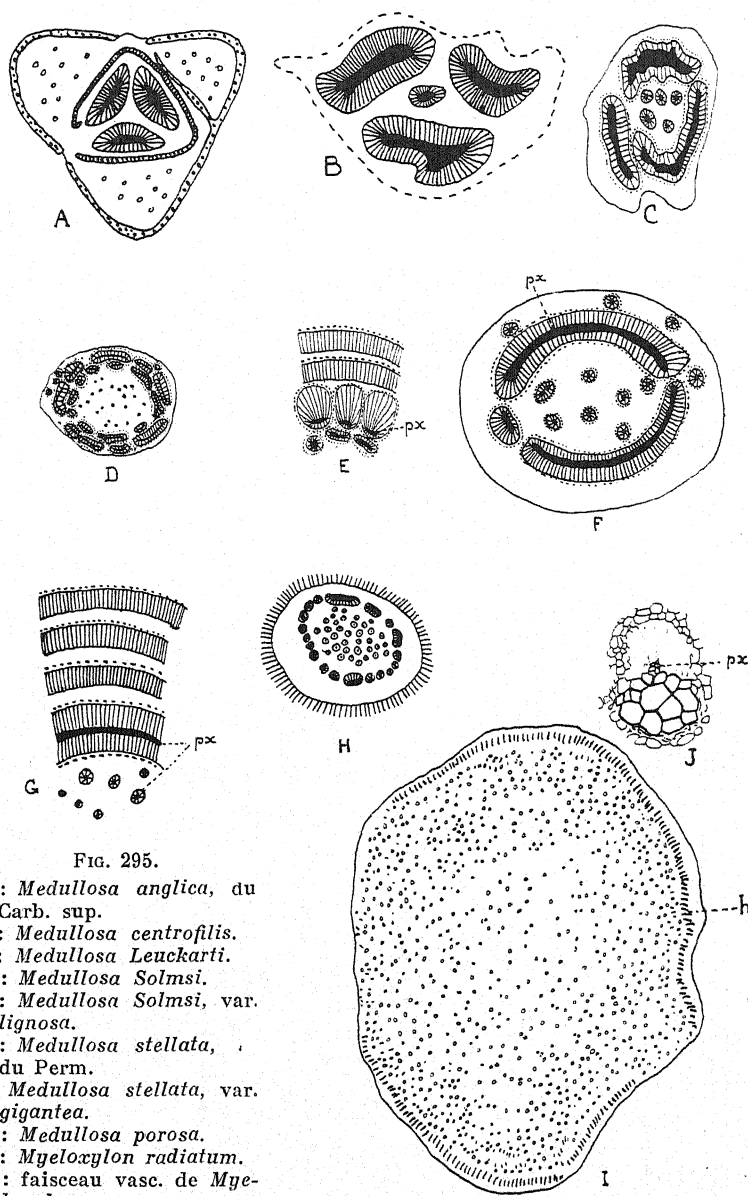 A
B
C
px
D
px
E
F
px
G
H
px
J
FIG. 295.
: Medullosa anglica, du
Carb. sup.
: Medullosa centrofilis.
: Medullosa Leuckarti.
: Medullosa Solmsi.
: Medullosa Solmsi, var.
lignosa.
: Medullosa stellata,
du Perm.
Medullosa stellata, var.
gigantea.
: Medullosa porosa.
: Myeloxylon radiatum.
: faisceau vasc. de Mye-
h
I